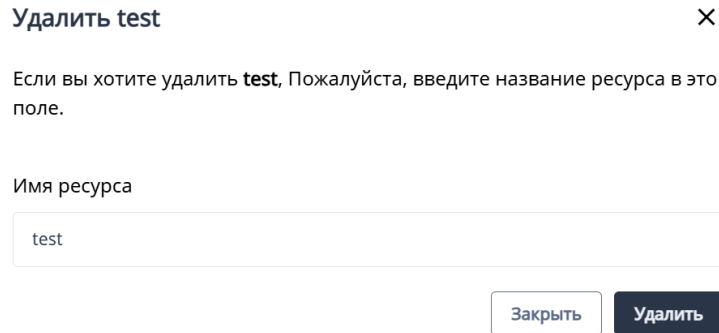 Удалить test
Если вы хотите удалить test, Пожалуйста, введите название ресурса в это
поле.
Имя ресурса
test
Закрыть Удалить